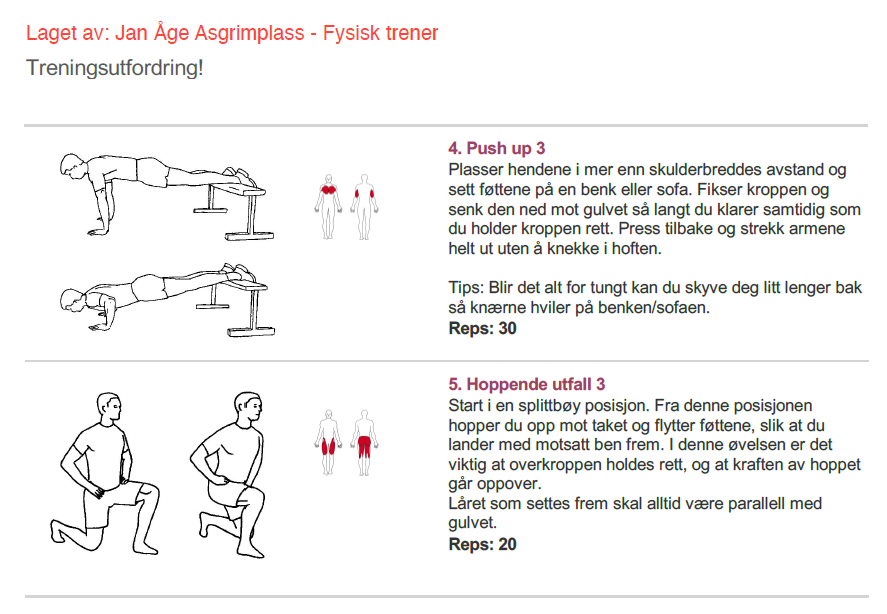 Laget av: Jan Åge Asgrimplass - Fysisk trener
Treningsutfordring!
4. Push up 3
Plasser hendene i mer enn skulderbreddes avstand og
sett føttene på en benk eller sofa. Fikser kroppen og
senk den ned mot gulvet så langt du klarer samtidig som
du holder kroppen rett. Press tilbake og strekk armene
helt ut uten å knekke i hoften.
Tips: Blir det alt for tungt kan du skyve deg litt lenger bak
så knærne hviler på benken/sofaen.
Reps: 30
5. Hoppende utfall 3
Start i en splittbøy posisjon. Fra denne posisjonen
hopper du opp mot taket og flytter føttene, slik at du
lander med motsatt ben frem. I denne øvelsen er det
viktig at overkroppen holdes rett, og at kraften av hoppet
går oppover.
Låret som settes frem skal alltid være parallell med
gulvet.
Reps: 20